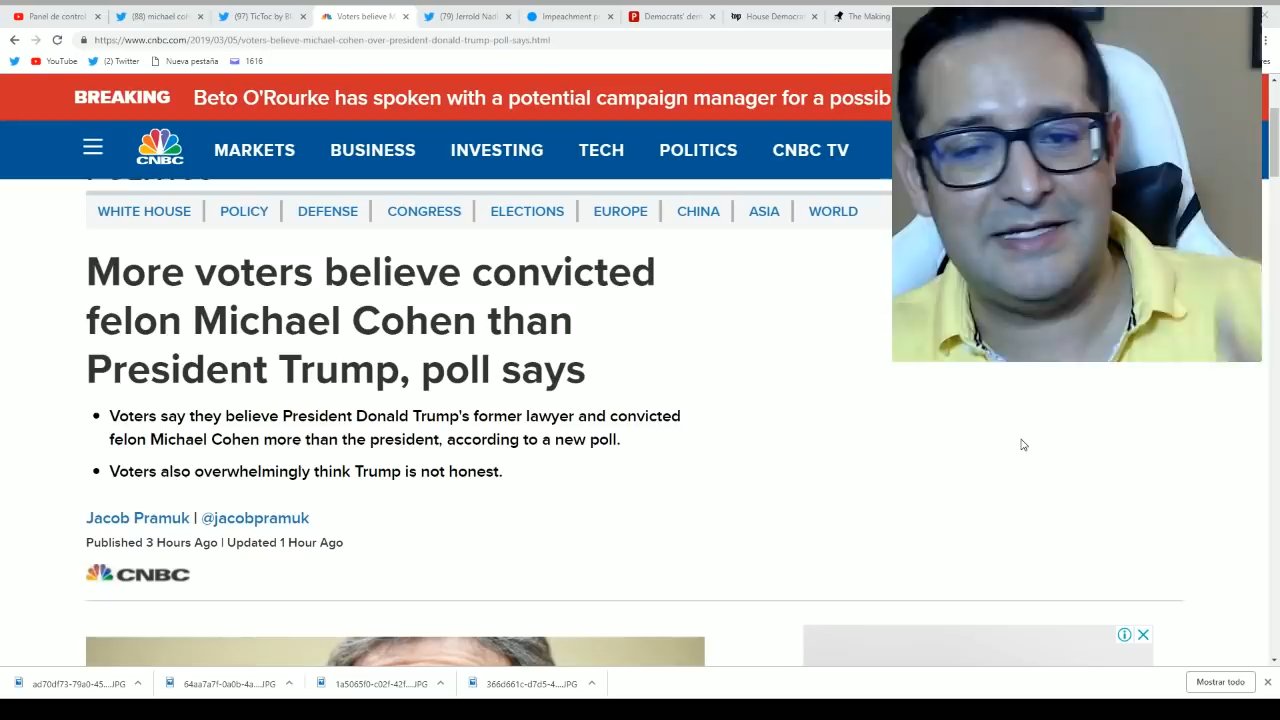 Panel de control
(88) michael coh
(97) TicToc by Bl
Voters believe M
(79) Jerrold Nad
Impeachment p
Democrats' dem
House Democra
The Making
https://www.cnbc.com/2019/03/05/voters-believe-michael-cohen-over-president-donald-trump-poll-says.html
YouTube (2) Twitter Nueva pestaña 1616
BREAKING Beto O'Rourke has spoken with a potential campaign manager for a possib
CNBC MARKETS BUSINESS INVESTING TECH POLITICS CNBC TV
WHITE HOUSE POLICY DEFENSE CONGRESS ELECTIONS EUROPE CHINA ASIA WORLD
More voters believe convicted
felon Michael Cohen than
President Trump, poll says
Voters say they believe President Donald Trump's former lawyer and convicted
felon Michael Cohen more than the president, according to a new poll.
Voters also overwhelmingly think Trump is not honest.
Jacob Pramuk | @jacobpramuk
Published 3 Hours Ago | Updated 1 Hour Ago
CNBC
ad70df73-79a0-45....JPG 64aa7a7f-0a0b-4a....JPG 1a5065f0-c02f-42f....JPG 366d661c-d7d5-4....JPG Mostrar todo